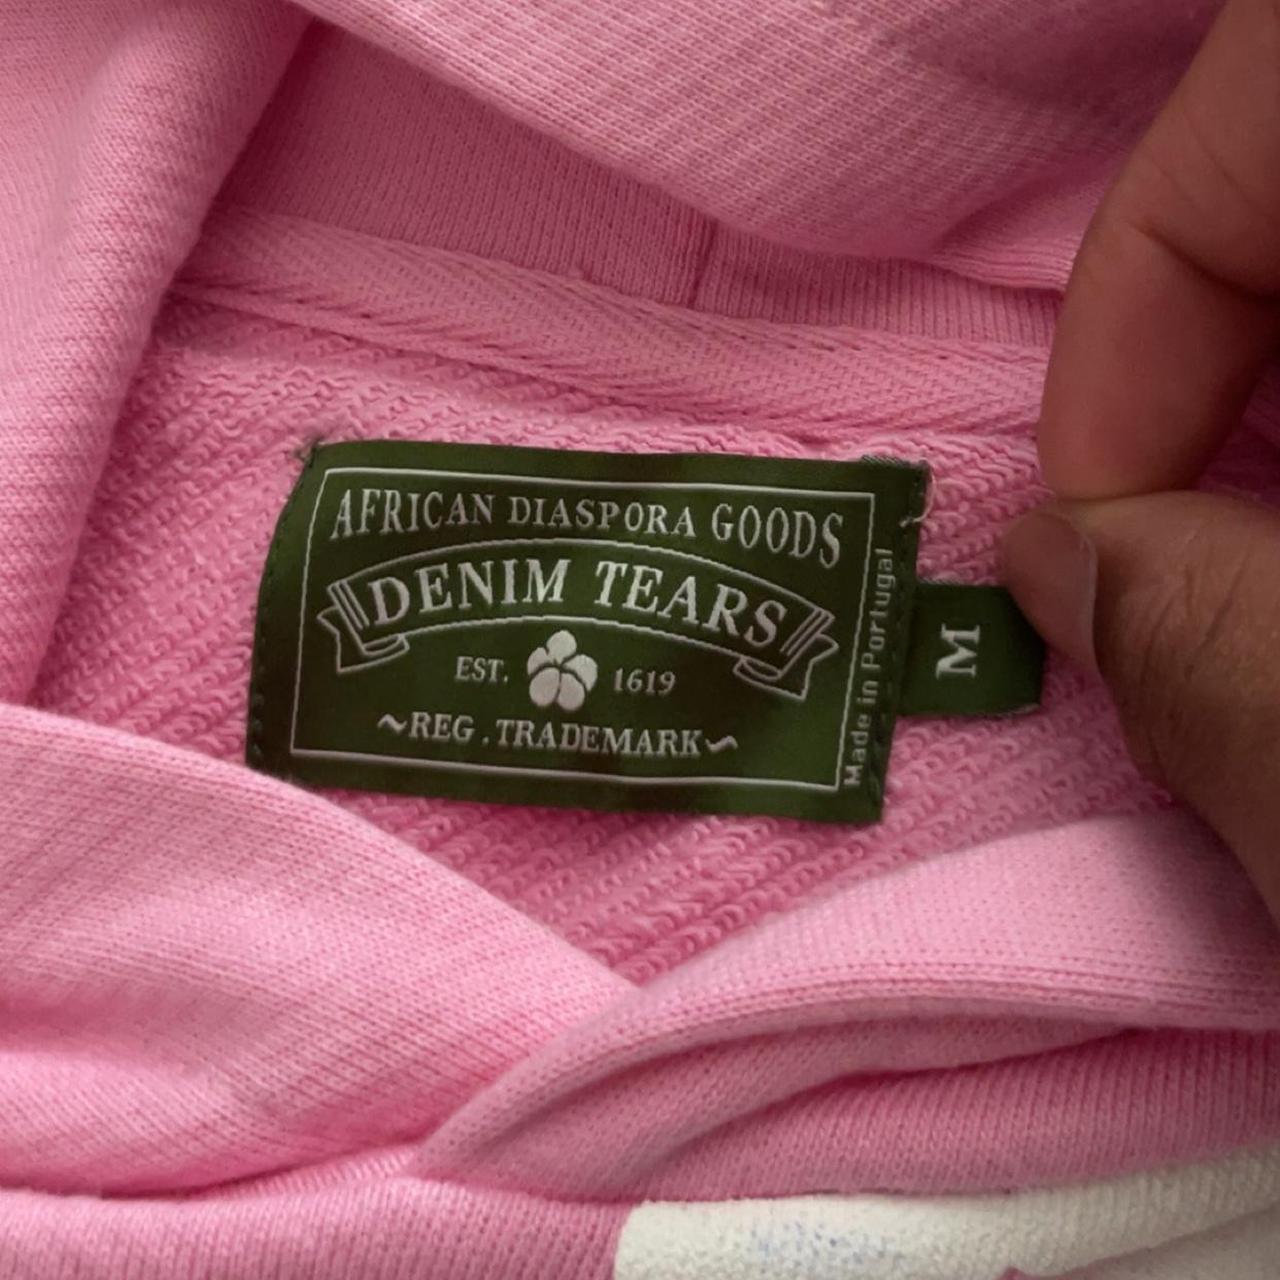 AFRICAN DIASPORA GOODS
DENIM TEARS
EST. 1619
~REG . TRADEMARK~
Made in Portugal
M